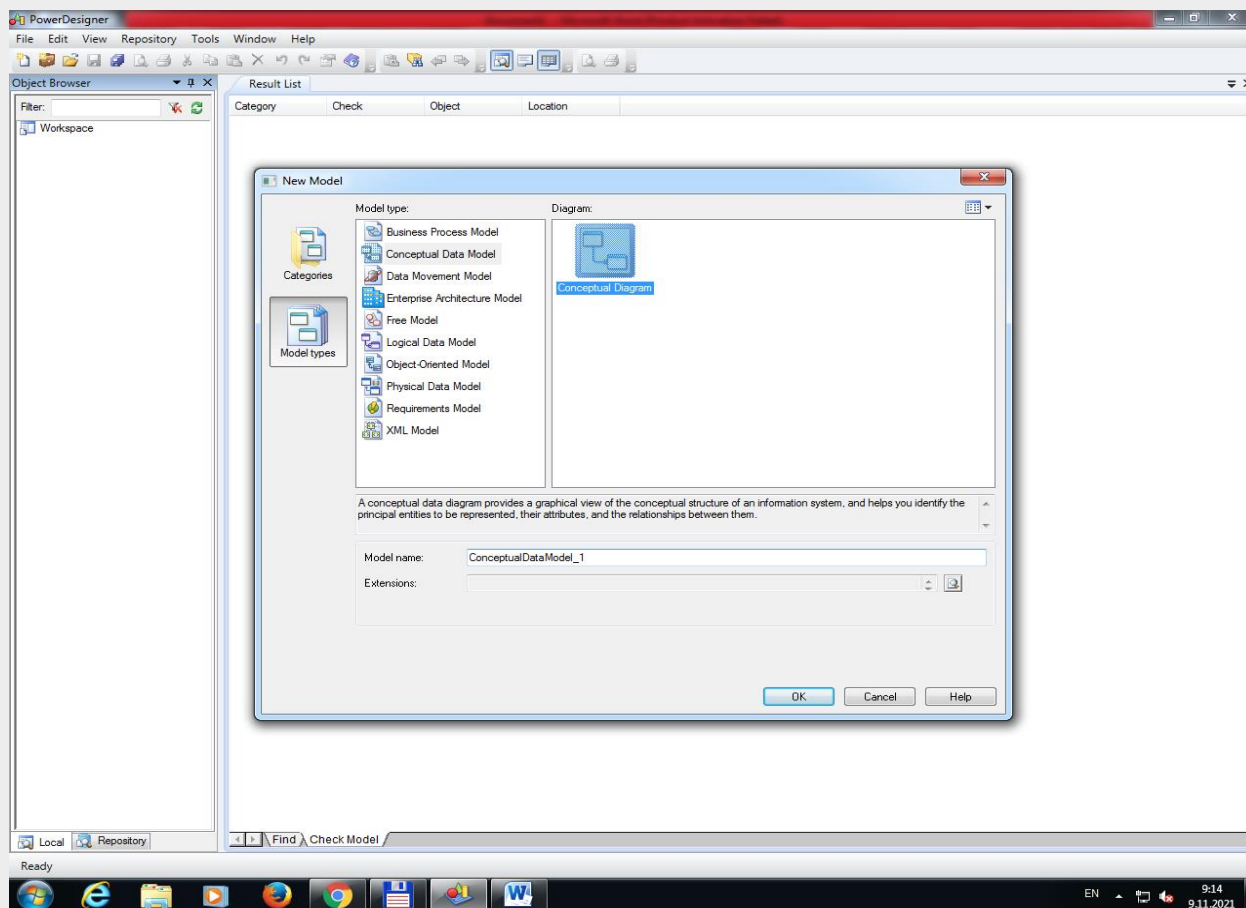 PowerDesigner
File Edit View Repository Tools Window Help
Object Browser
Result List
Filter:
Category Check Object Location
Workspace
New Model
Model type: Diagram:
Categories
Model types
Business Process Model
Conceptual Data Model
Data Movement Model
Enterprise Architecture Model
Free Model
Logical Data Model
Object-Oriented Model
Physical Data Model
Requirements Model
XML Model
Conceptual Diagram
A conceptual data diagram provides a graphical view of the conceptual structure of an information system, and helps you identify the
principal entities to be represented, their attributes, and the relationships between them.
Model name: ConceptualDataModel_1
Extensions:
OK Cancel Help
Local Repository
Find Check Model
Ready
EN 9:14
9.11.2021